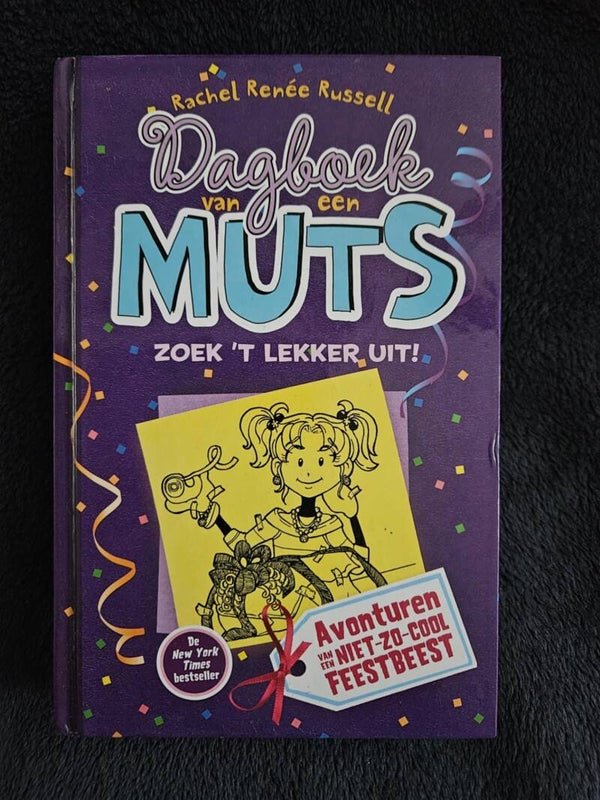 Rachel Renée Russell
Dagboek
van een
MUTS
ZOEK 'T LEKKER UIT!
Avonturen
VAN EEN NIET-ZO-COOL
FEESTBEEST
De
New York
Times
bestseller